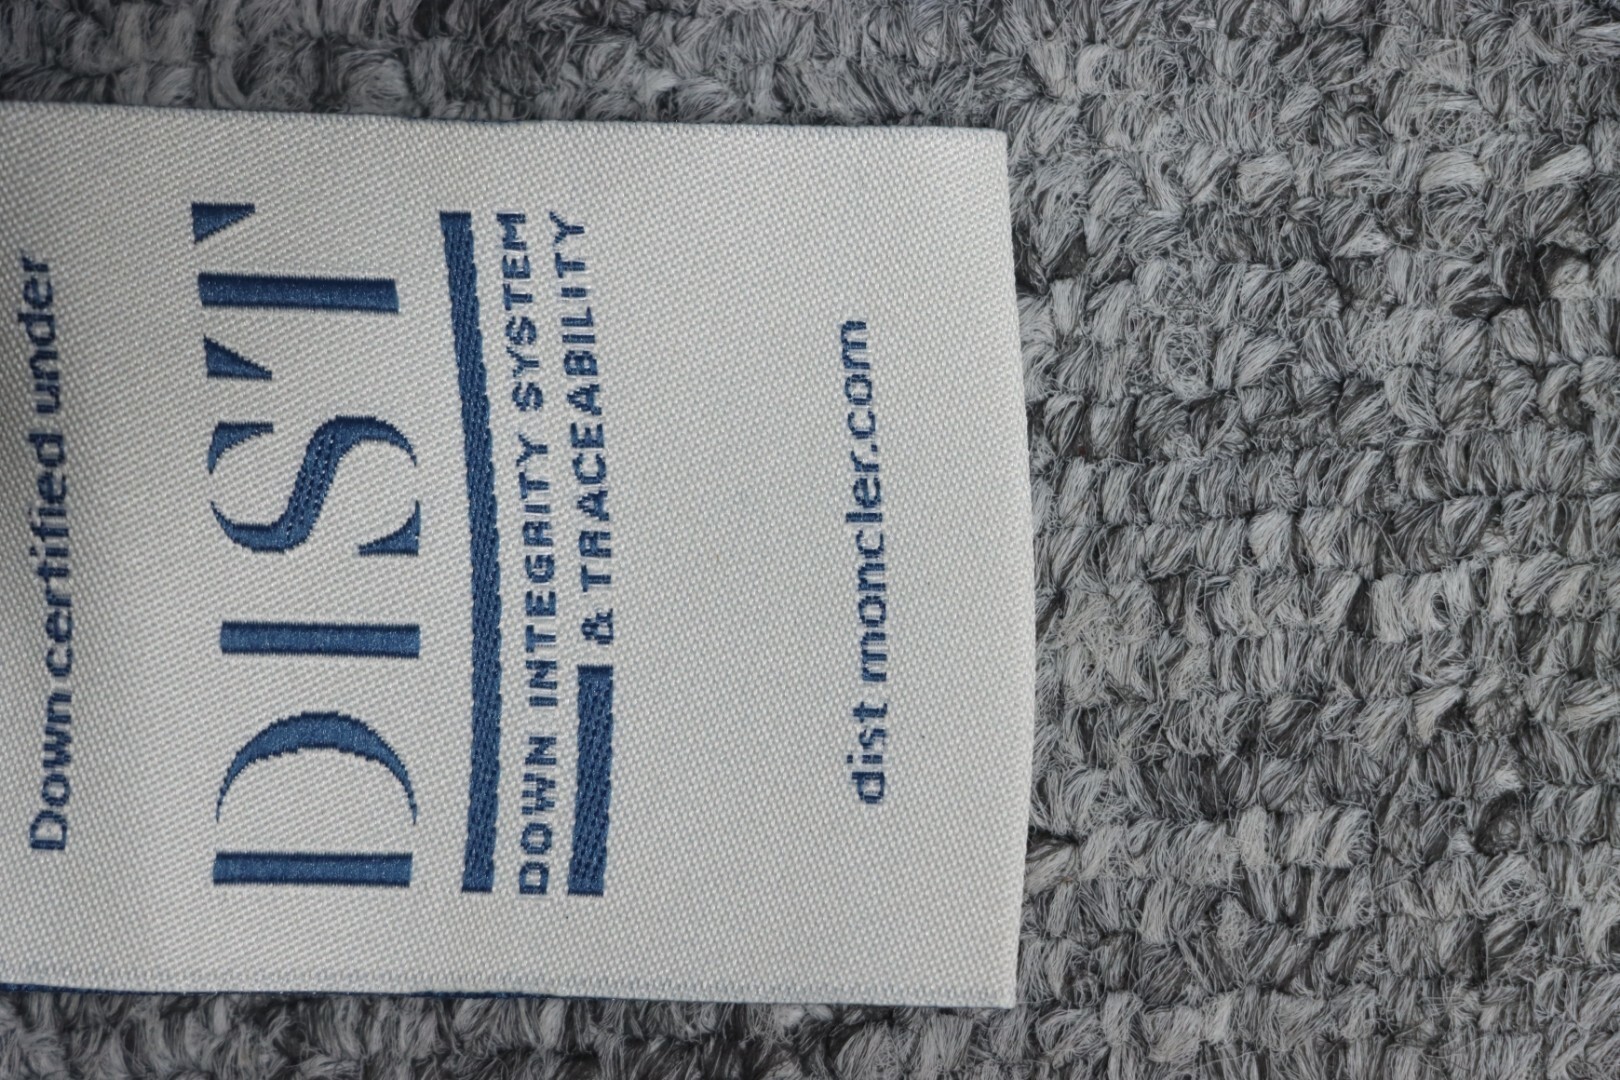 Down certified under
DIST
DOWN INTEGRITY SYSTEM
& TRACEABILITY
dist moncler.com